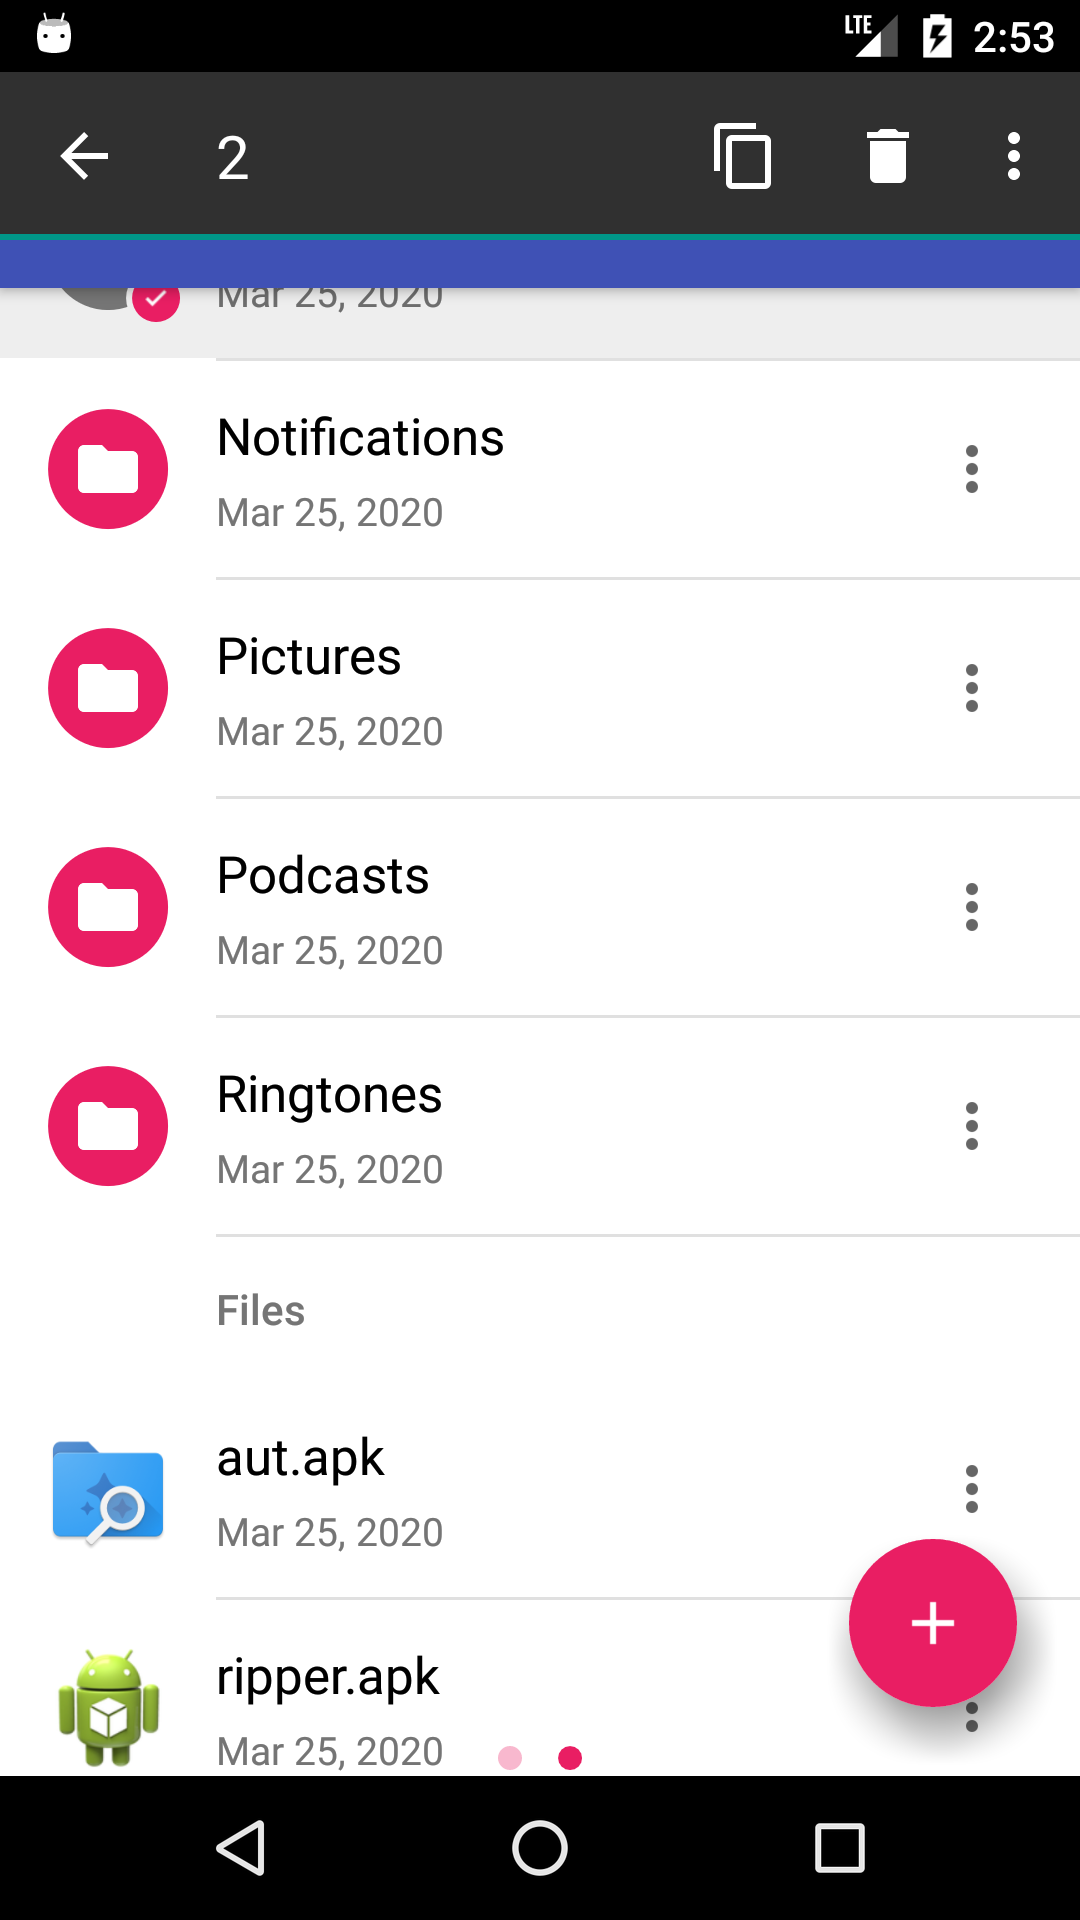 LTE 2:53
2
Mar 25, 2020
Notifications
Mar 25, 2020
Pictures
Mar 25, 2020
Podcasts
Mar 25, 2020
Ringtones
Mar 25, 2020
Files
aut.apk
Mar 25, 2020
ripper.apk
Mar 25, 2020